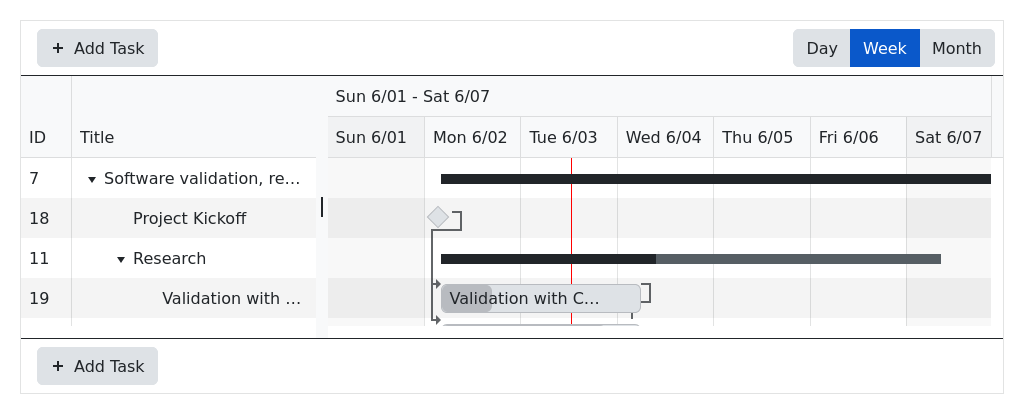 + Add Task
Day Week Month
Sun 6/01 - Sat 6/07
ID Title Sun 6/01 Mon 6/02 Tue 6/03 Wed 6/04 Thu 6/05 Fri 6/06 Sat 6/07
7 Software validation, re...
18 Project Kickoff
11 Research
19 Validation with ... Validation with C...
+ Add Task